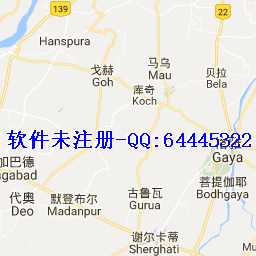 139
22
Hanspura
马乌
Mau
戈赫
Goh
贝拉
Bela
库奇
Koch
软件未注册-QQ:64445322
Gaya
加巴德
ngabad
菩提伽耶
Bodhgaya
代奥
Deo
默登布尔
Madanpur
古鲁瓦
Gurua
谢尔卡蒂
Sherghati